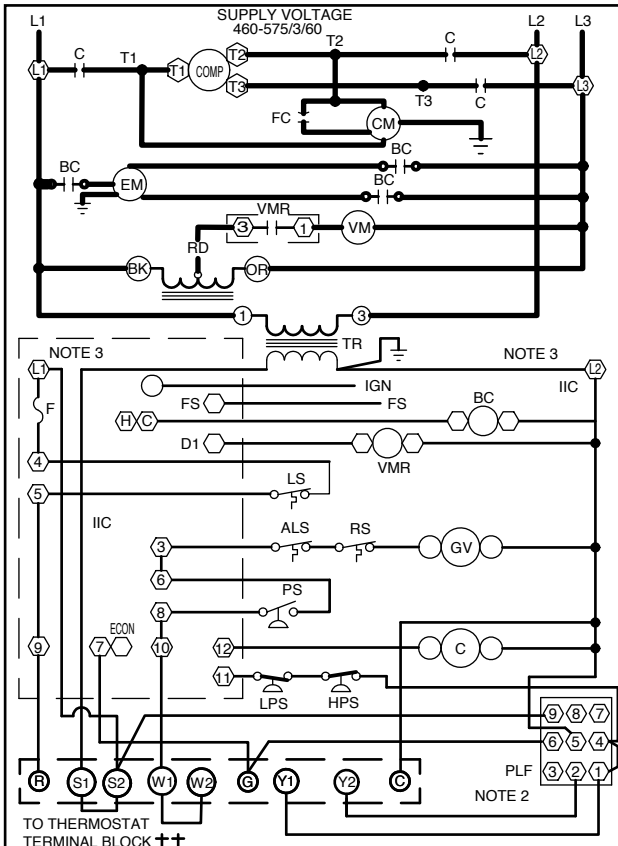 SUPPLY VOLTAGE
460-575/3/60
L1 L2 L3
C T1 T2 C
L1 T1 COMP T2 L2
T3 T3 C L3
FC CM
BC BC
EM BC
VMR
3 1 VM
RD
BK OR
1 3
TR
NOTE 3 NOTE 3
L1 L2
IGN IIC
F FS FS BC
H C
D1 VMR
4
LS
5
IIC ALS RS
3 GV
6
PS
8
ECON
9 7 10 12 C
11
LPS HPS
9 8 7
6 5 4
PLF 3 2 1
R S1 S2 W1 W2 G Y1 Y2 C
NOTE 2
TO THERMOSTAT
TERMINAL BLOCK ++